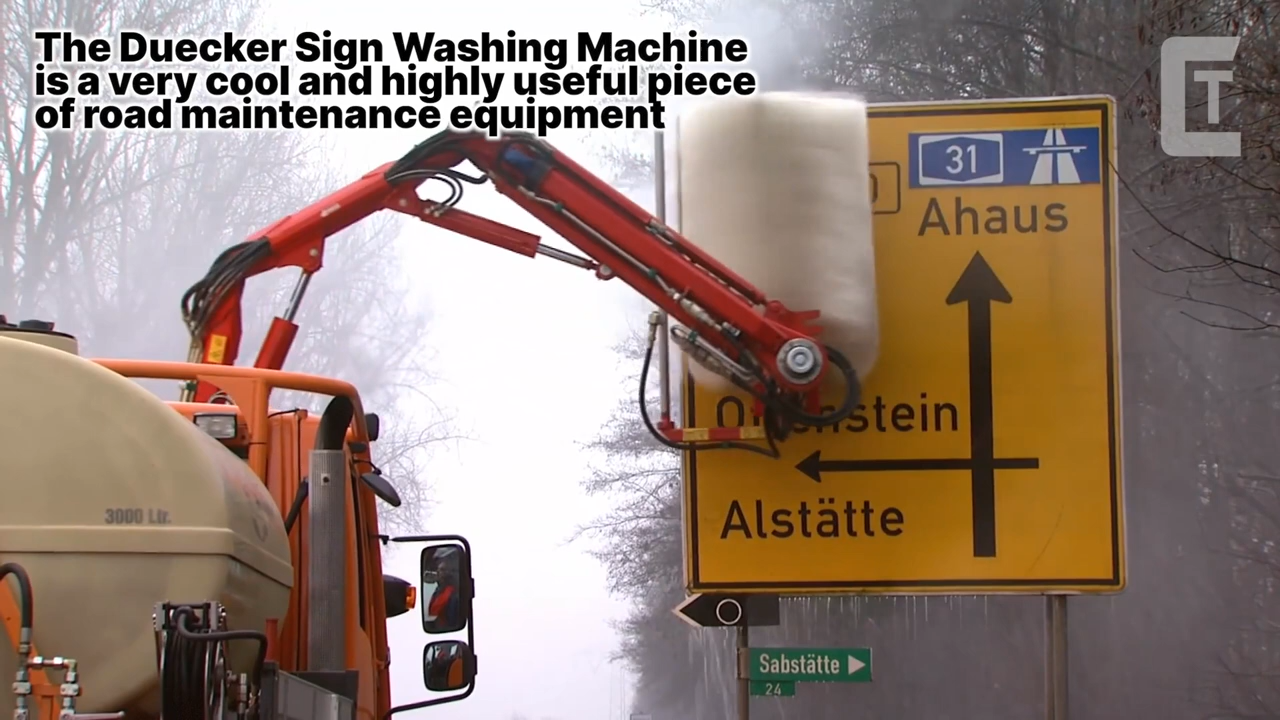 The Duecker Sign Washing Machine
is a very cool and highly useful piece
of road maintenance equipment
CT
31
Ahaus
Alstätte
3000 Ltr.
Sabstätte
24